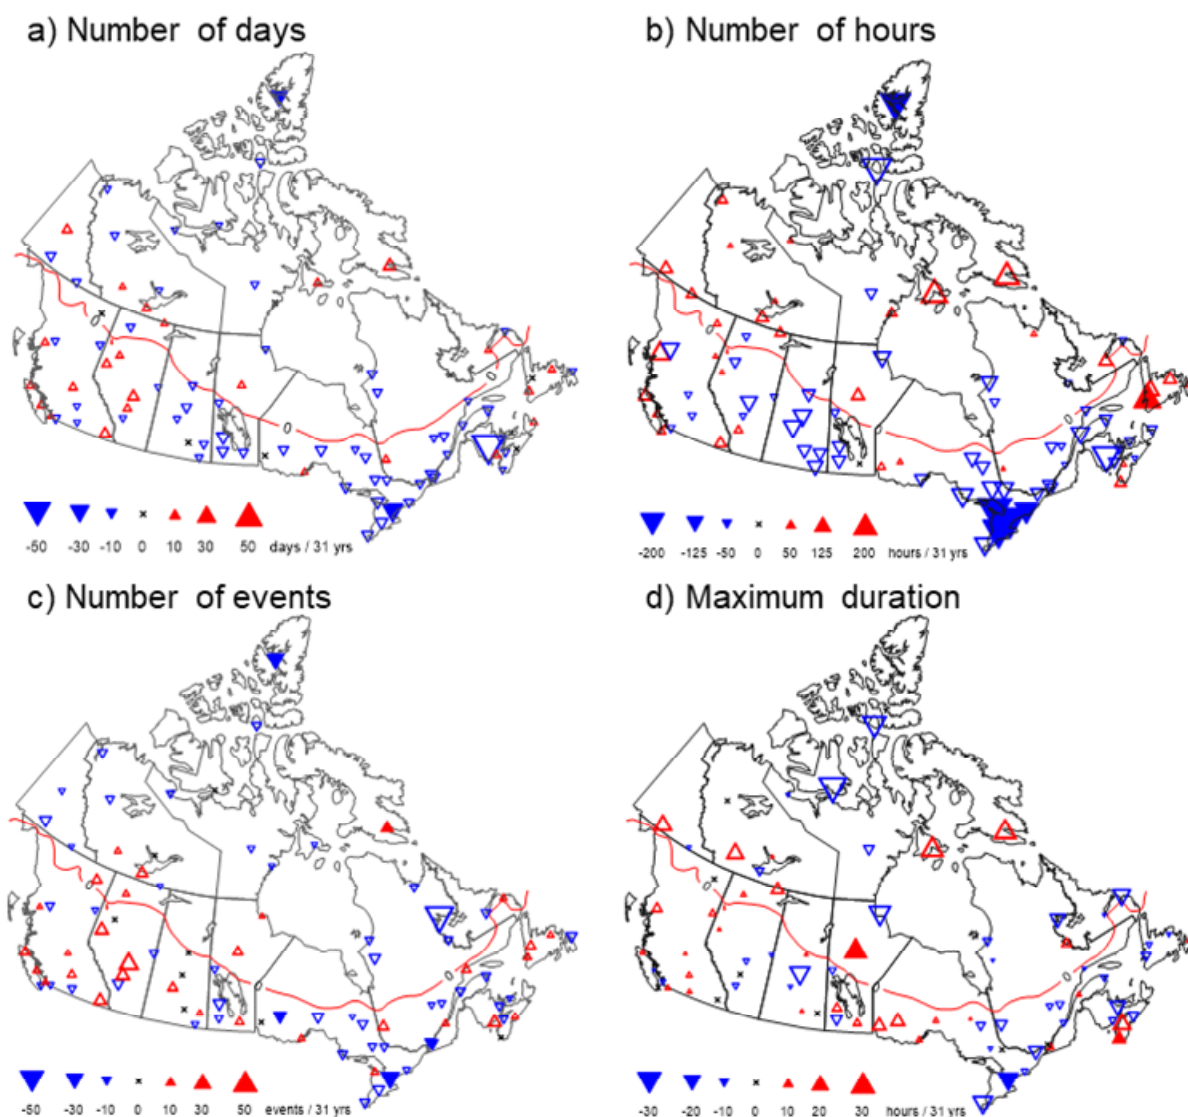 a) Number of days
b) Number of hours
-50 -30 -10 0 10 30 50 days / 31 yrs
-200 -125 -50 0 50 125 200 hours / 31 yrs
c) Number of events
d) Maximum duration
-50 -30 -10 0 10 30 50 events / 31 yrs
-30 -20 -10 0 10 20 30 hours / 31 yrs